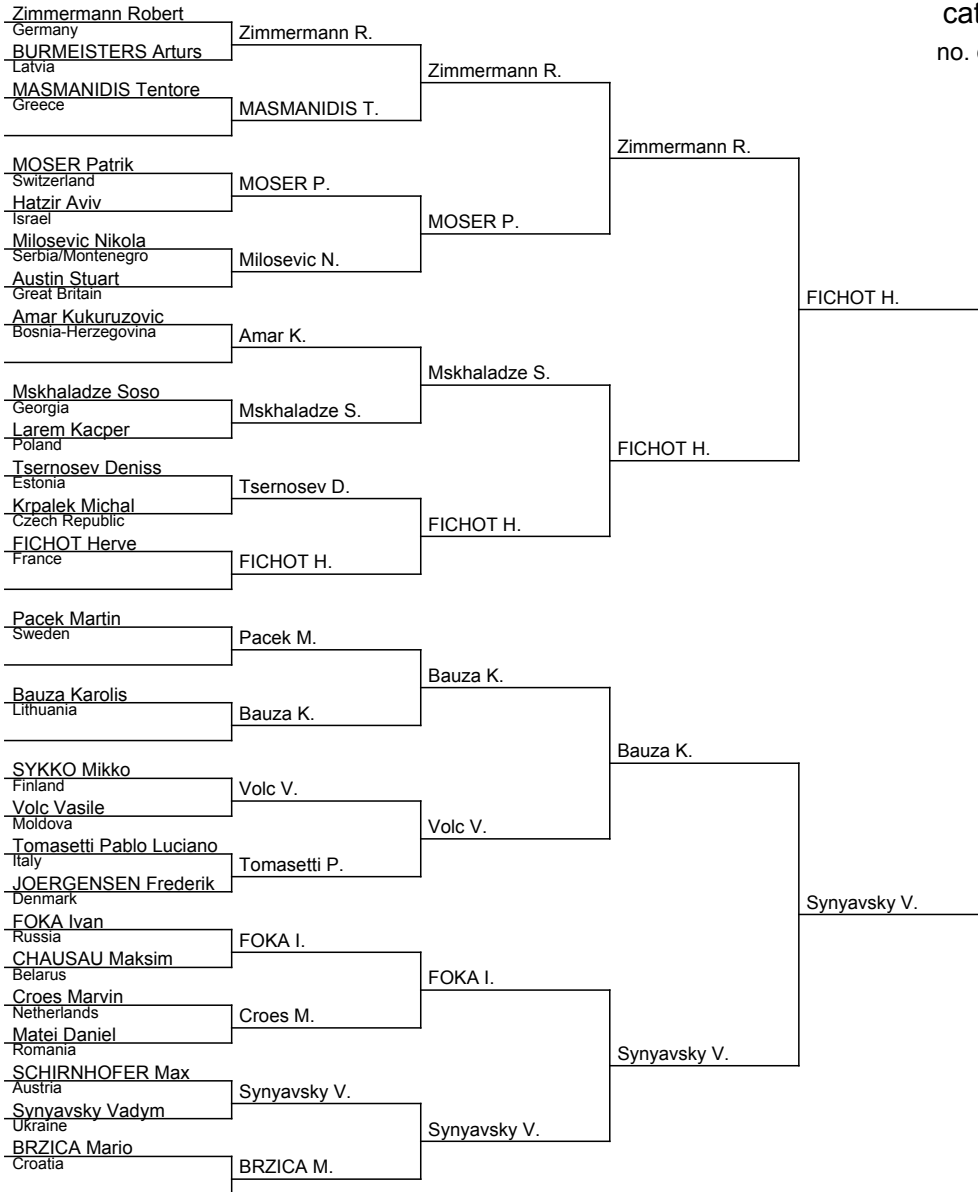 Zimmermann Robert
Germany
BURMEISTERS Arturs
Latvia
MASMANIDIS Tentore
Greece
MOSER Patrik
Switzerland
Hatzir Aviv
Israel
Milosevic Nikola
Serbia/Montenegro
Austin Stuart
Great Britain
Amar Kukuruzovic
Bosnia-Herzegovina
Mskhaladze Soso
Georgia
Larem Kacper
Poland
Tsernosev Deniss
Estonia
Krpalek Michal
Czech Republic
FICHOT Herve
France
Pacek Martin
Sweden
Bauza Karolis
Lithuania
SYKKO Mikko
Finland
Volc Vasile
Moldova
Tomasetti Pablo Luciano
Italy
JOERGENSEN Frederik
Denmark
FOKA Ivan
Russia
CHAUSAU Maksim
Belarus
Croes Marvin
Netherlands
Matei Daniel
Romania
SCHIRNHOFER Max
Austria
Synyavsky Vadym
Ukraine
BRZICA Mario
Croatia
Zimmermann R.
MASMANIDIS T.
MOSER P.
Milosevic N.
Amar K.
Mskhaladze S.
Tsernosev D.
FICHOT H.
Pacek M.
Bauza K.
Volc V.
Tomasetti P.
FOKA I.
Croes M.
Synyavsky V.
BRZICA M.
Zimmermann R.
MOSER P.
Mskhaladze S.
FICHOT H.
Bauza K.
Volc V.
FOKA I.
Synyavsky V.
Zimmermann R.
FICHOT H.
Bauza K.
Synyavsky V.
FICHOT H.
Synyavsky V.
no.